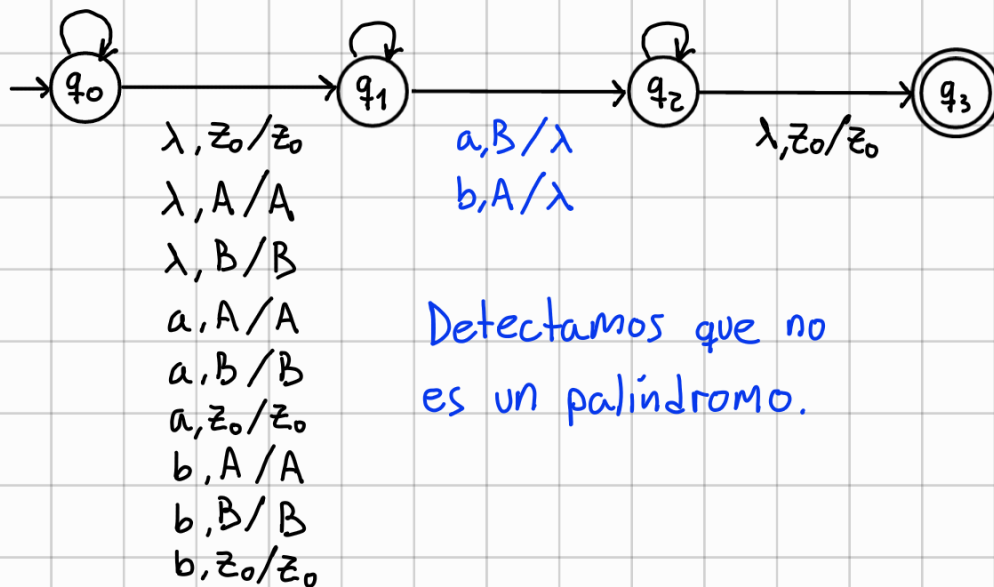 q₀ q₁ q₂ q₃
λ,z₀/z₀ a,B/λ λ,z₀/z₀
λ,A/A b,A/λ
λ,B/B
a,A/A
a,B/B
a,z₀/z₀
b,A/A
b,B/B
b,z₀/z₀
Detectamos que no
es un palíndromo.